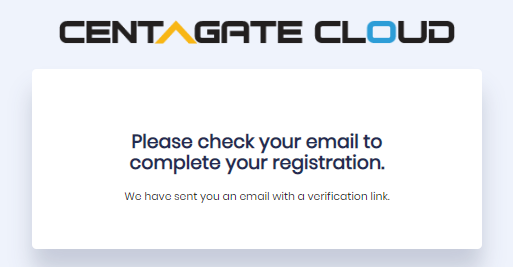 CENTAGATE CLOUD
Please check your email to
complete your registration.
We have sent you an email with a verification link.